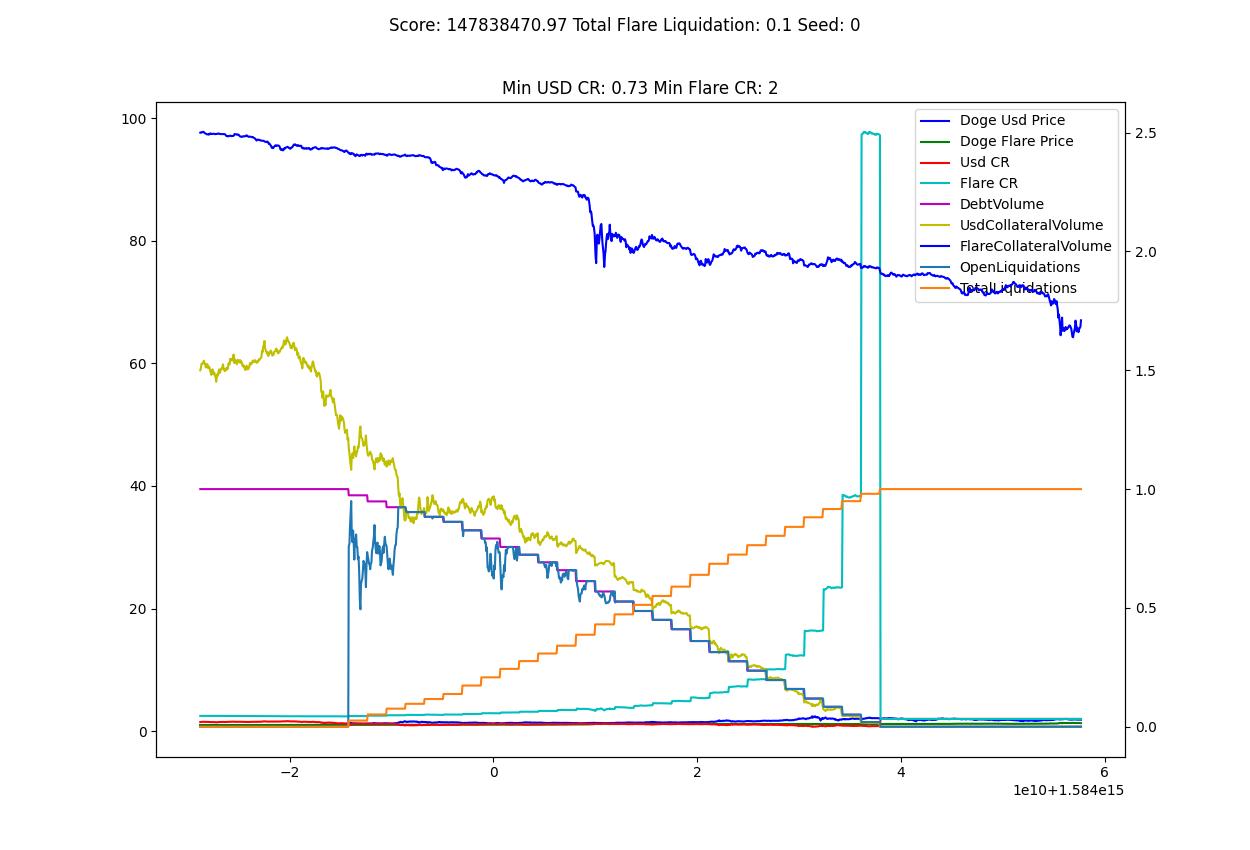 Score: 147838470.97 Total Flare Liquidation: 0.1 Seed: 0
Min USD CR: 0.73 Min Flare CR: 2
100
80
60
40
20
0
2.5
2.0
1.5
1.0
0.5
0.0
Doge Usd Price
Doge Flare Price
Usd CR
Flare CR
DebtVolume
UsdCollateralVolume
FlareCollateralVolume
OpenLiquidations
TotalLiquidations
−2 0 2 4 6
1e10+1.584e15